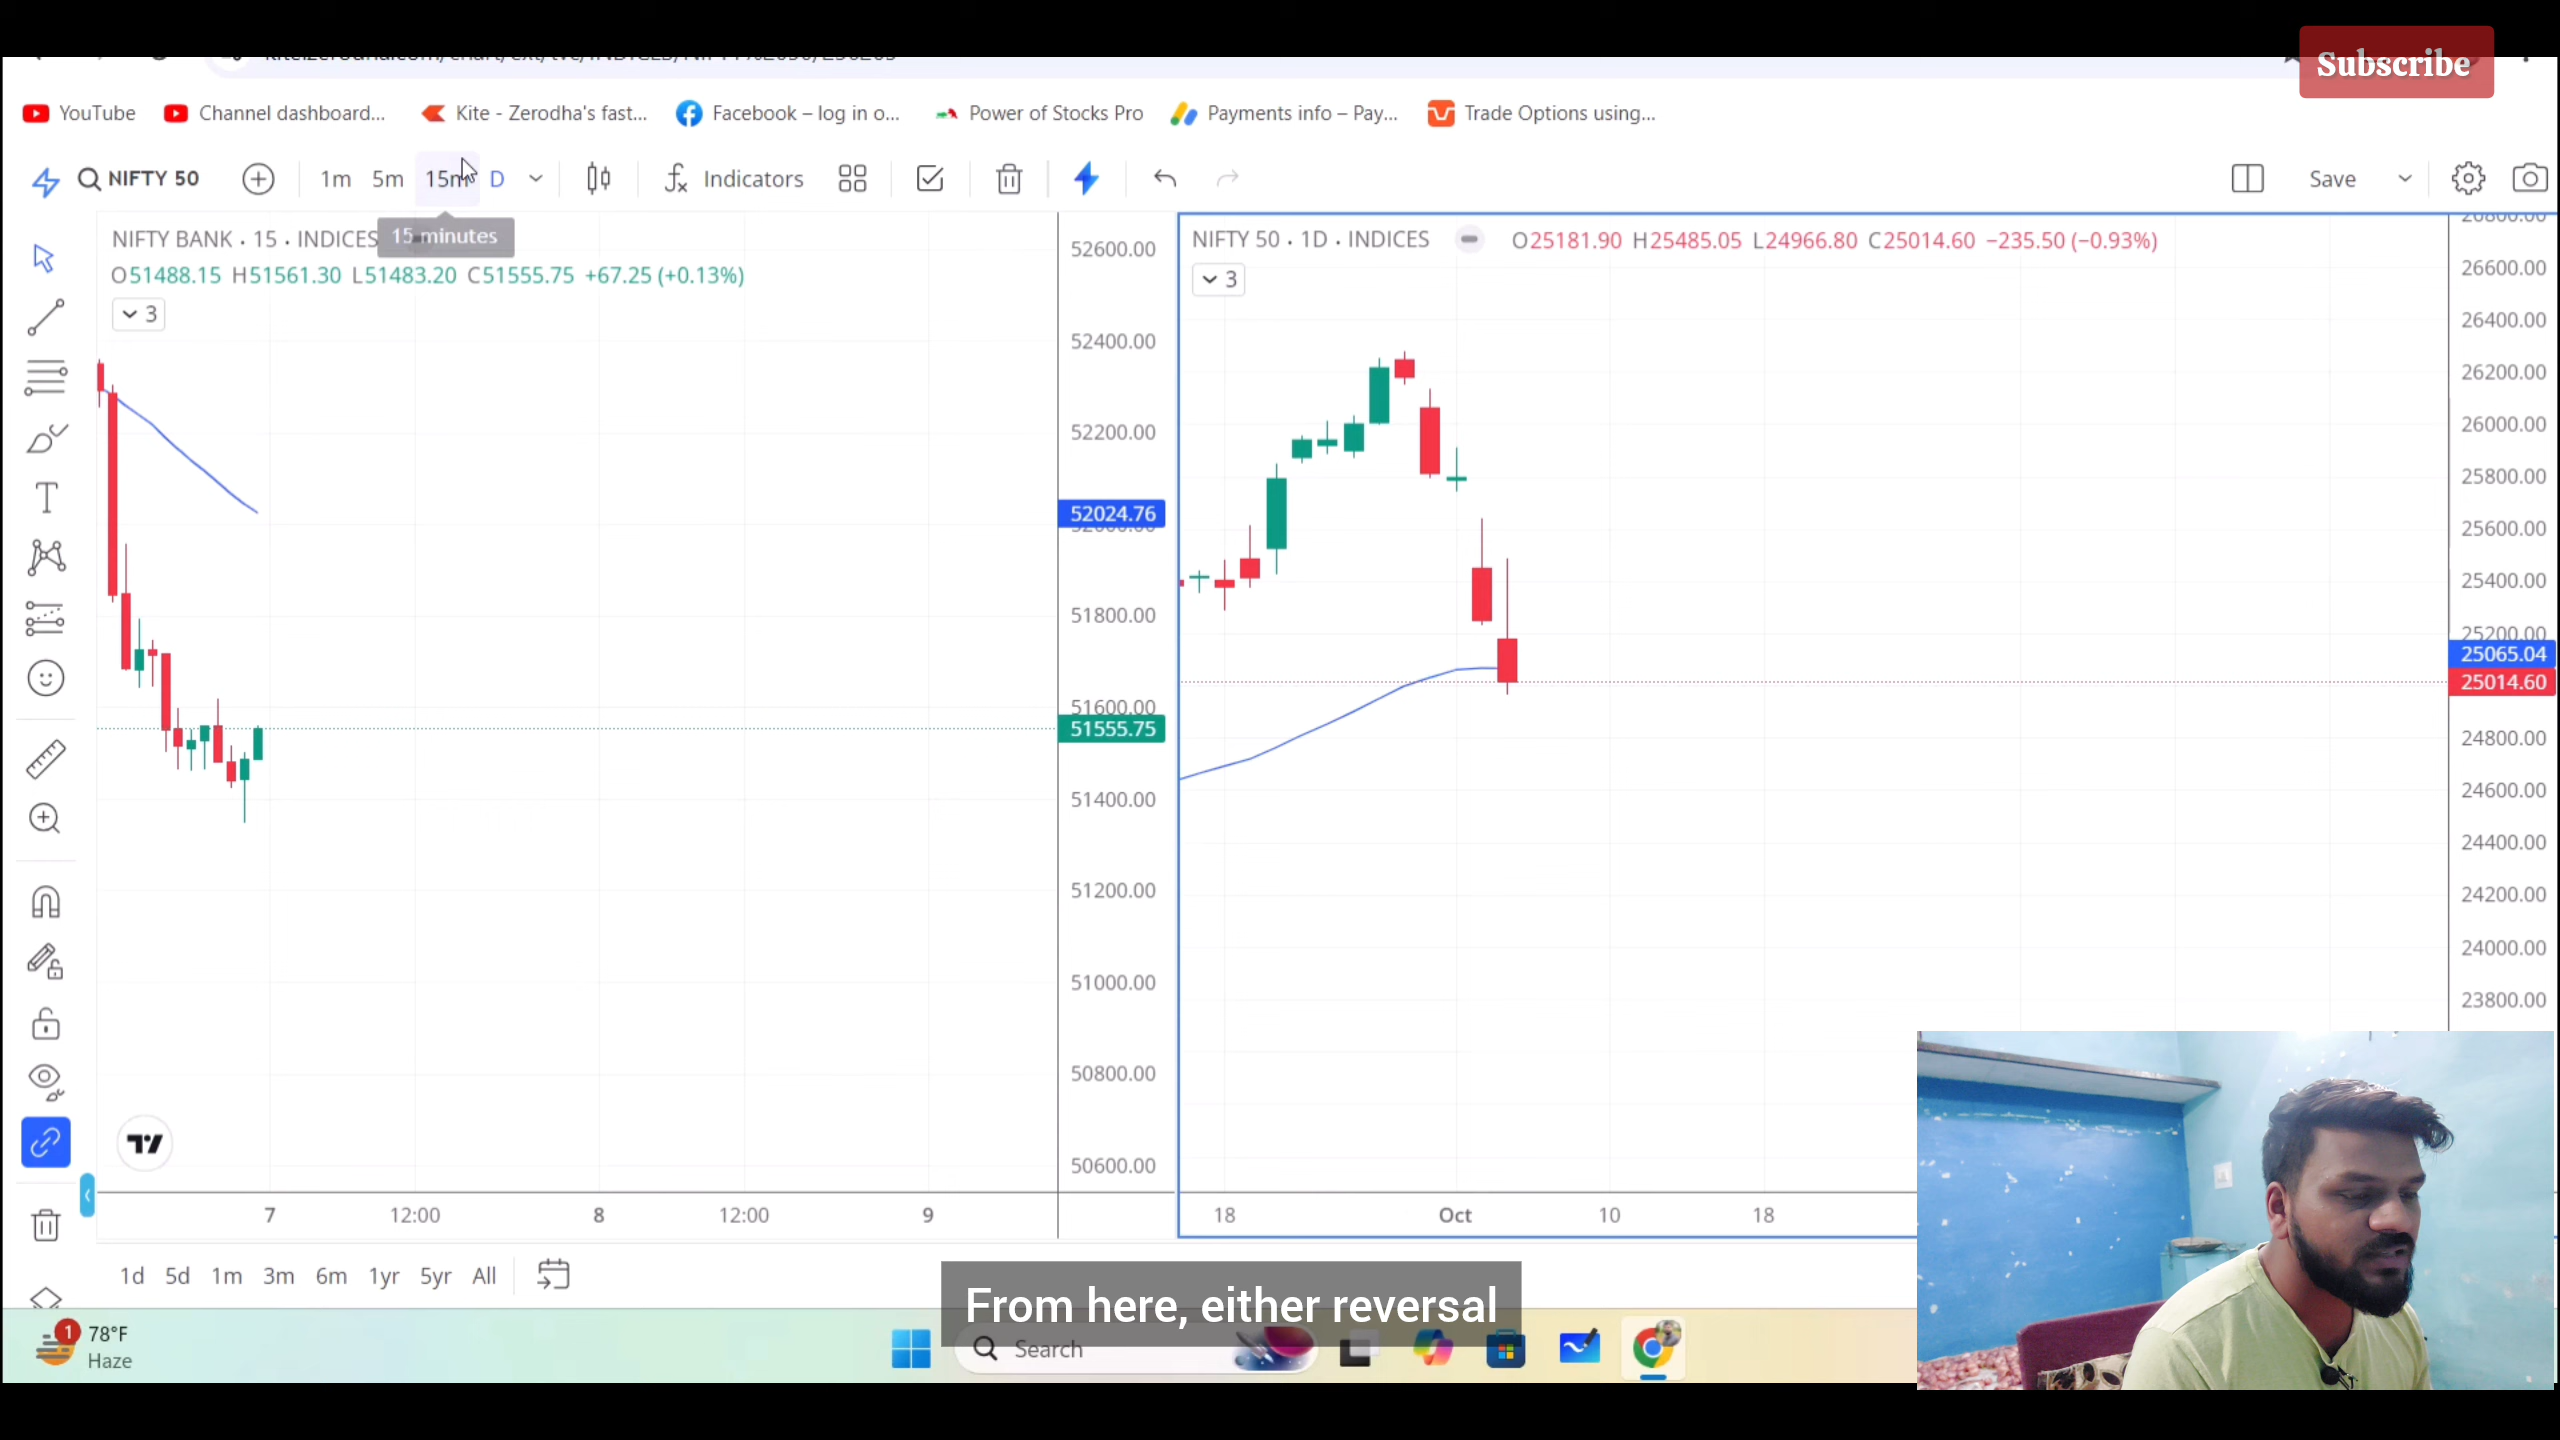 Subscribe
YouTube
Channel dashboard...
Kite - Zerodha's fast...
Facebook – log in o...
Power of Stocks Pro
Payments info – Pay...
Trade Options using...
NIFTY 50
1m 5m 15m D
Indicators
Save
15 minutes
NIFTY BANK · 15 · INDICES
O51488.15 H51561.30 L51483.20 C51555.75 +67.25 (+0.13%)
3
52600.00
52400.00
52200.00
52024.76
51800.00
51600.00
51555.75
51400.00
51200.00
51000.00
50800.00
50600.00
7 12:00 8 12:00 9
NIFTY 50 · 1D · INDICES
O25181.90 H25485.05 L24966.80 C25014.60 −235.50 (−0.93%)
3
26800.00
26600.00
26400.00
26200.00
26000.00
25800.00
25600.00
25400.00
25200.00
25065.04
25014.60
24800.00
24600.00
24400.00
24200.00
24000.00
23800.00
18 Oct 10 18
1d 5d 1m 3m 6m 1yr 5yr All
From here, either reversal
1
78°F
Haze
Search